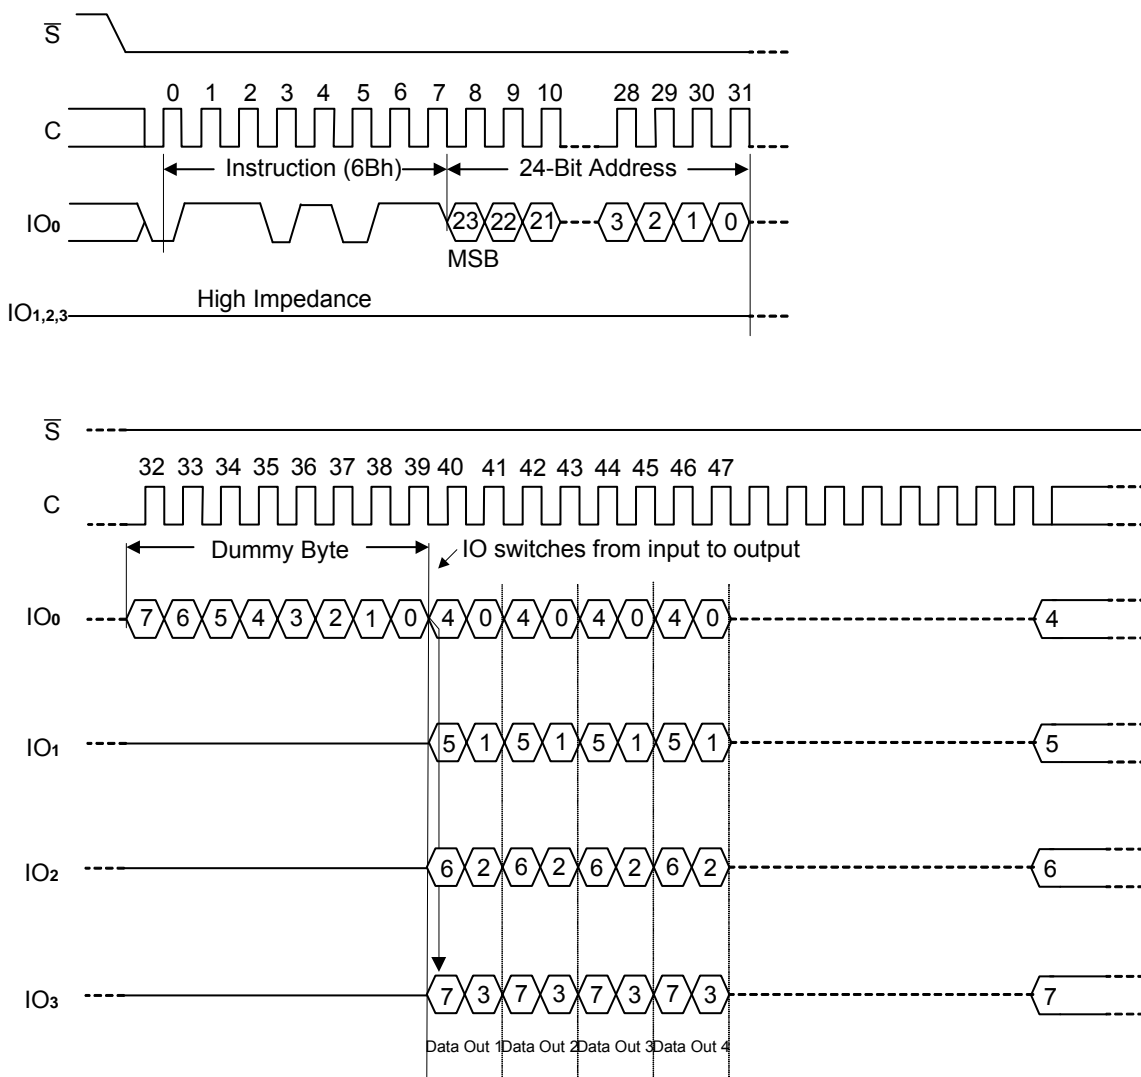 S
0 1 2 3 4 5 6 7 8 9 10 28 29 30 31
C
Instruction (6Bh) 24-Bit Address
IO0 23 22 21 3 2 1 0
MSB
High Impedance
IO1,2,3
S
32 33 34 35 36 37 38 39 40 41 42 43 44 45 46 47
C
Dummy Byte IO switches from input to output
IO0 7 6 5 4 3 2 1 0 4 0 4 0 4 0 4 0 4
IO1 5 1 5 1 5 1 5 1 5
IO2 6 2 6 2 6 2 6 2 6
IO3 7 3 7 3 7 3 7 3 7
Data Out 1 Data Out 2 Data Out 3 Data Out 4